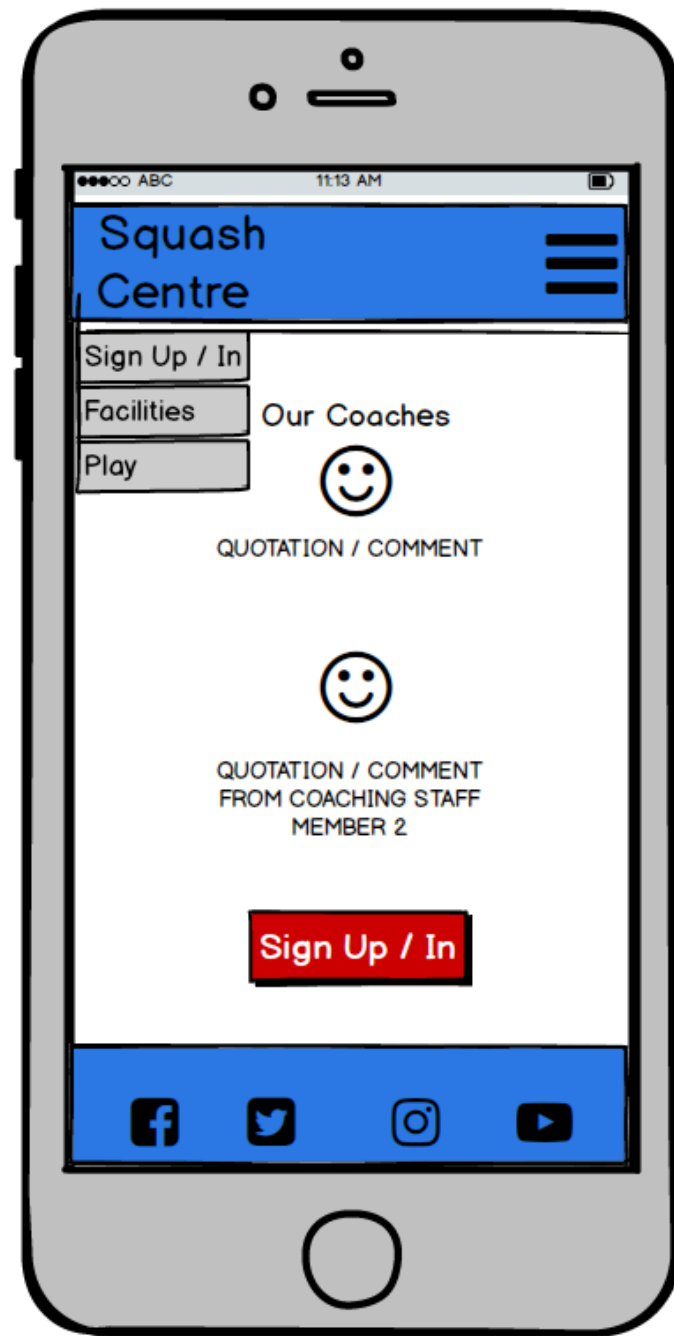 ABC 11:13 AM
Squash
Centre
Sign Up / In
Facilities
Our Coaches
Play
QUOTATION / COMMENT
QUOTATION / COMMENT
FROM COACHING STAFF
MEMBER 2
Sign Up / In